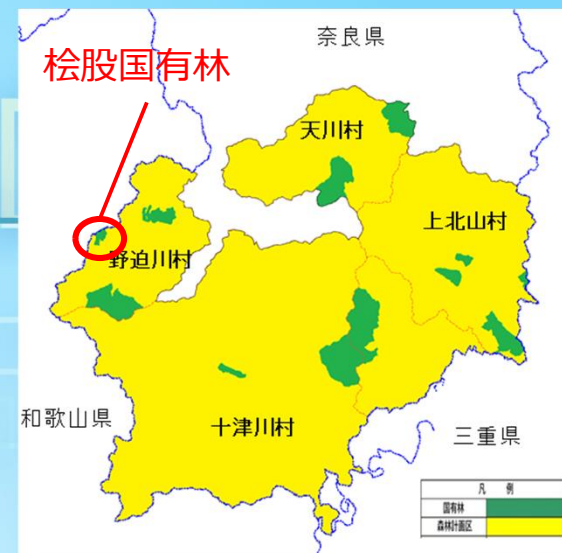 奈良県
桧股国有林
天川村
上北山村
野迫川村
和歌山県
十津川村
三重県
凡 例
国有林
森林計画区